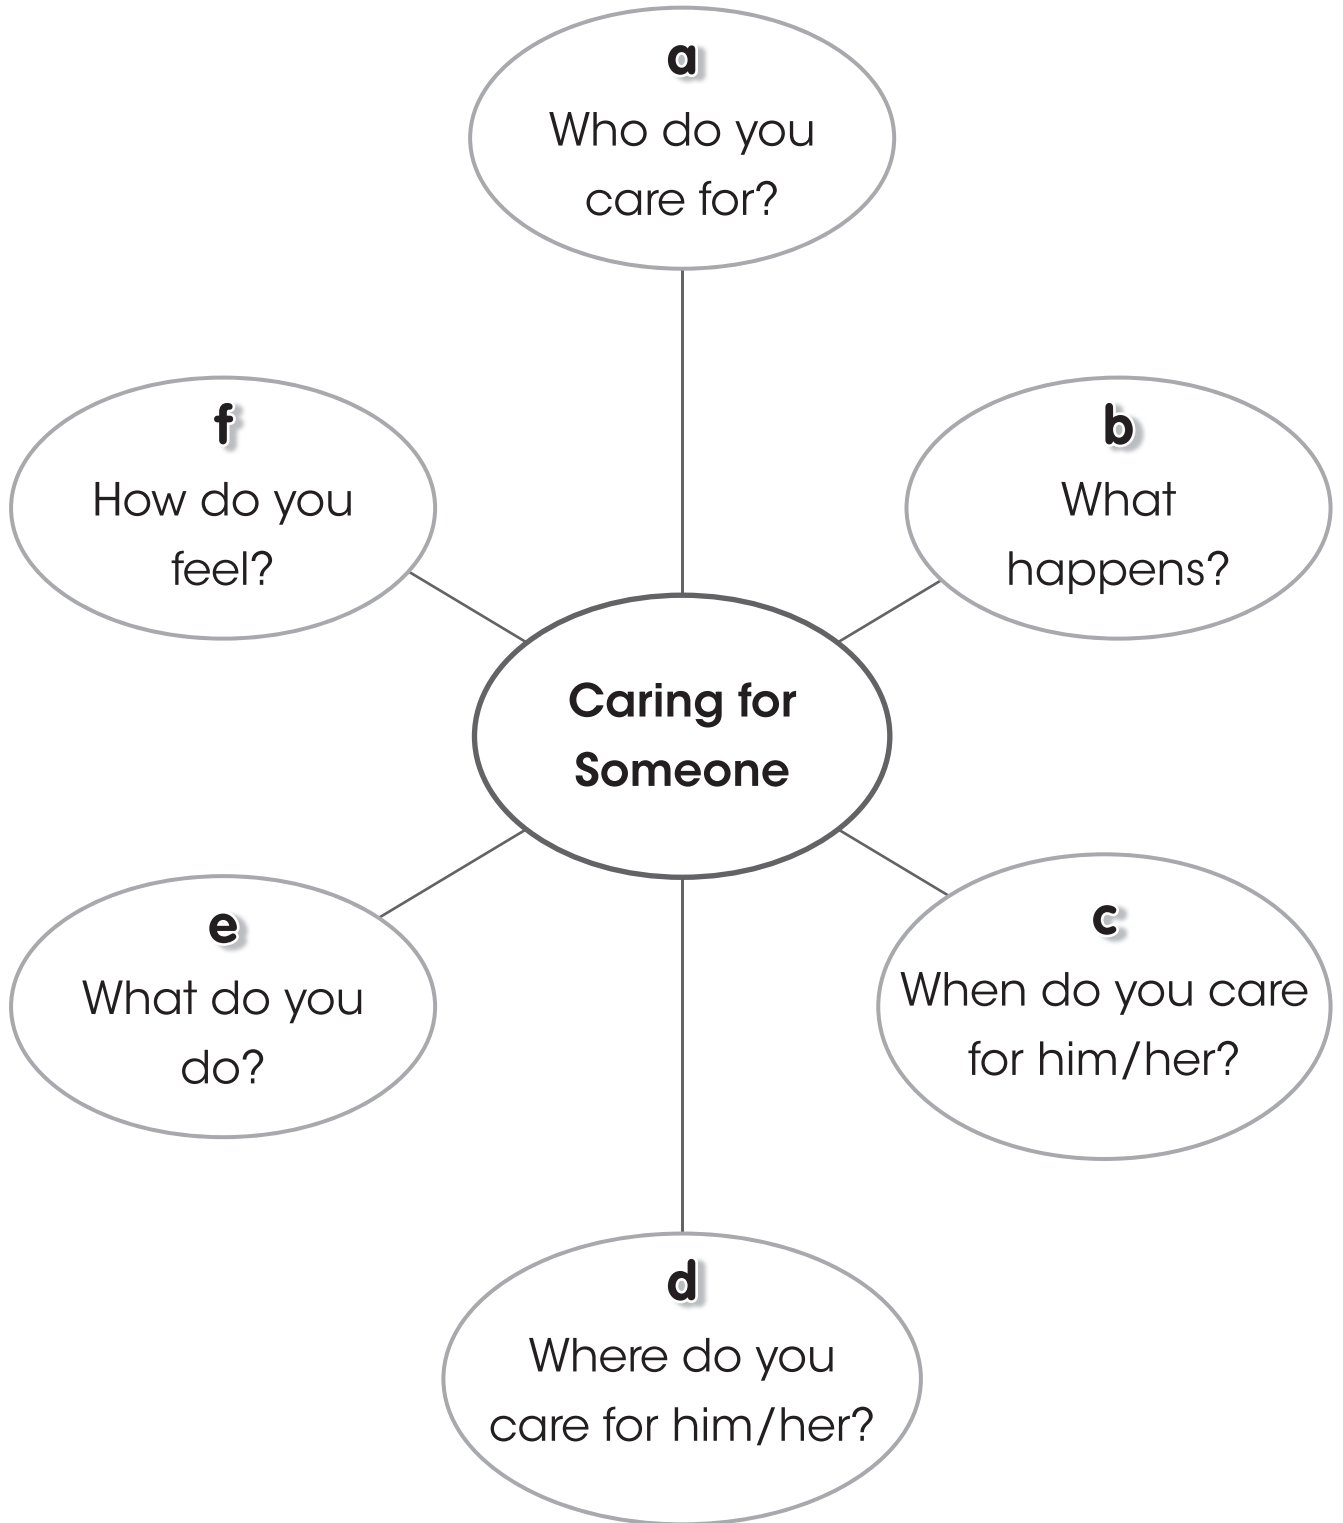 a
Who do you
care for?
f
How do you
feel?
b
What
happens?
Caring for
Someone
e
What do you
do?
c
When do you care
for him/her?
d
Where do you
care for him/her?